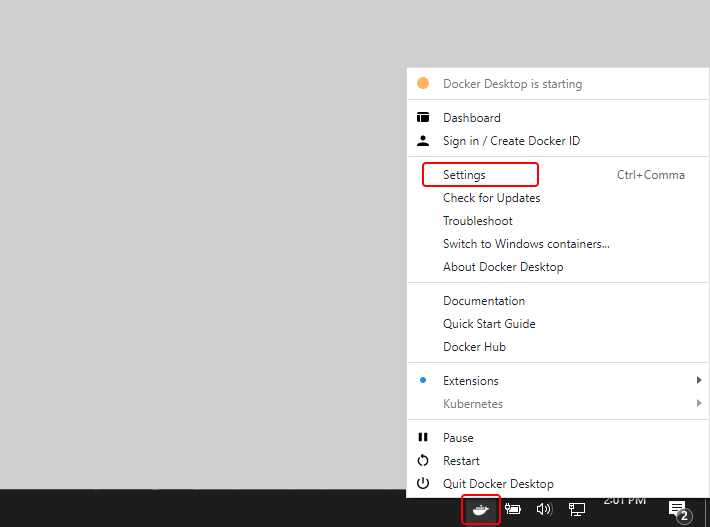 Docker Desktop is starting
Dashboard
Sign in / Create Docker ID
Settings Ctrl+Comma
Check for Updates
Troubleshoot
Switch to Windows containers...
About Docker Desktop
Documentation
Quick Start Guide
Docker Hub
Extensions
Kubernetes
Pause
Restart
Quit Docker Desktop
2:01 PM
2